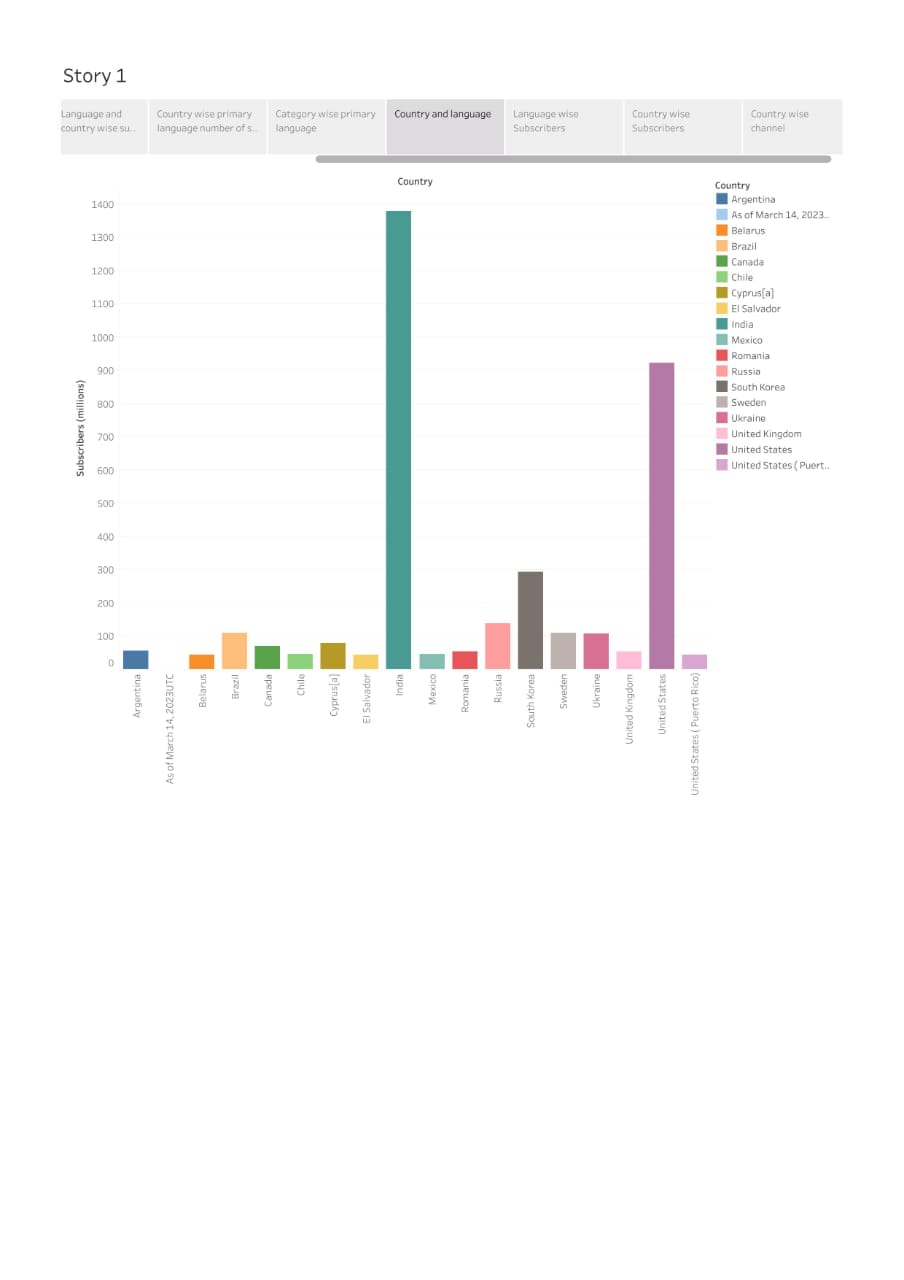 Story 1
Language and
country wise su..
Country wise primary
language number of s..
Category wise primary
language
Country and language
Language wise
Subscribers
Country wise
Subscribers
Country wise
channel
Country
Subscribers (millions)
1400
1300
1200
1100
1000
900
800
700
600
500
400
300
200
100
0
Argentina
As of March 14, 2023UTC
Belarus
Brazil
Canada
Chile
Cyprus[a]
El Salvador
India
Mexico
Romania
Russia
South Korea
Sweden
Ukraine
United Kingdom
United States
United States ( Puerto Rico)
Country
Argentina
As of March 14, 2023..
Belarus
Brazil
Canada
Chile
Cyprus[a]
El Salvador
India
Mexico
Romania
Russia
South Korea
Sweden
Ukraine
United Kingdom
United States
United States ( Puert..